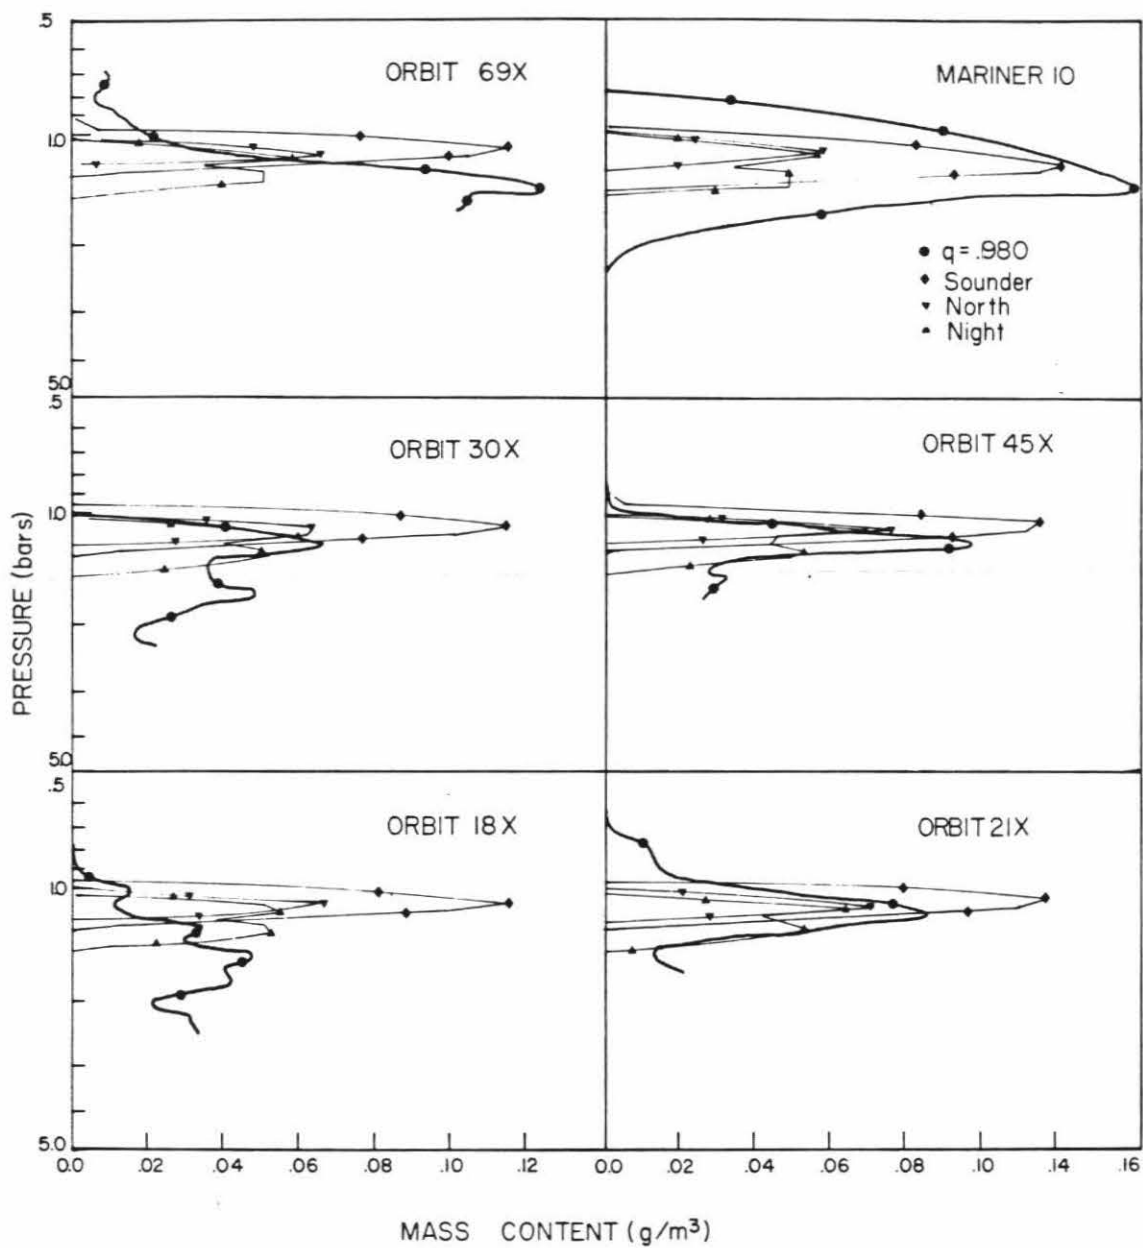 .5
ORBIT 69X
MARINER 10
1.0
● q = .980
♦ Sounder
▼ North
▲ Night
5.0
.5
ORBIT 30X
ORBIT 45X
1.0
PRESSURE (bars)
5.0
.5
ORBIT 18X
ORBIT 21X
1.0
5.0
0.0 .02 .04 .06 .08 .10 .12 0.0 .02 .04 .08 .10 .14 .16
MASS CONTENT (g/m³)